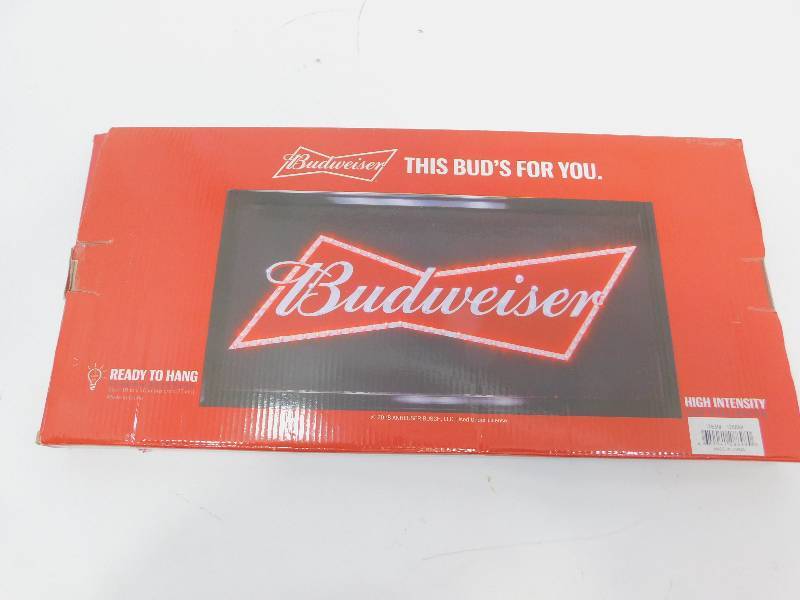 Budweiser THIS BUD'S FOR YOU.
Budweiser
READY TO HANG
HIGH INTENSITY